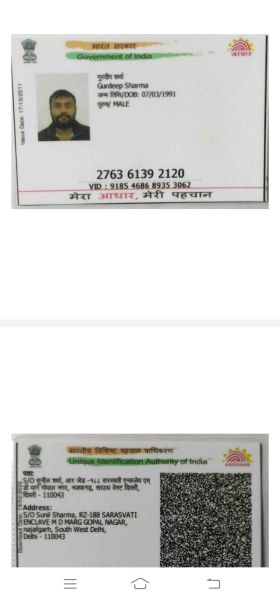 भारत सरकार
Government of India
आधार
Issue Date: 17/10/2011
गुरदीप शर्मा
Gurdeep Sharma
जन्म तिथि/DOB: 07/03/1991
पुरुष/ MALE
2763 6139 2120
VID : 9185 4686 8935 3062
मेरा आधार, मेरी पहचान
भारतीय विशिष्ट पहचान प्राधिकरण
Unique Identification Authority of India
AADHAAR
पता:
S/O सुनील शर्मा, आर जेड -१८८ सरस्वती एन्क्लेव एम्
डी मार्ग गोपाल नगर, नजफगढ़, साउथ वेस्ट दिल्ली,
दिल्ली - 110043
Address:
S/O Sunil Sharma, RZ-188 SARASVATI
ENCLAVE M D MARG GOPAL NAGAR,
najafgarh, South West Delhi,
Delhi - 110043